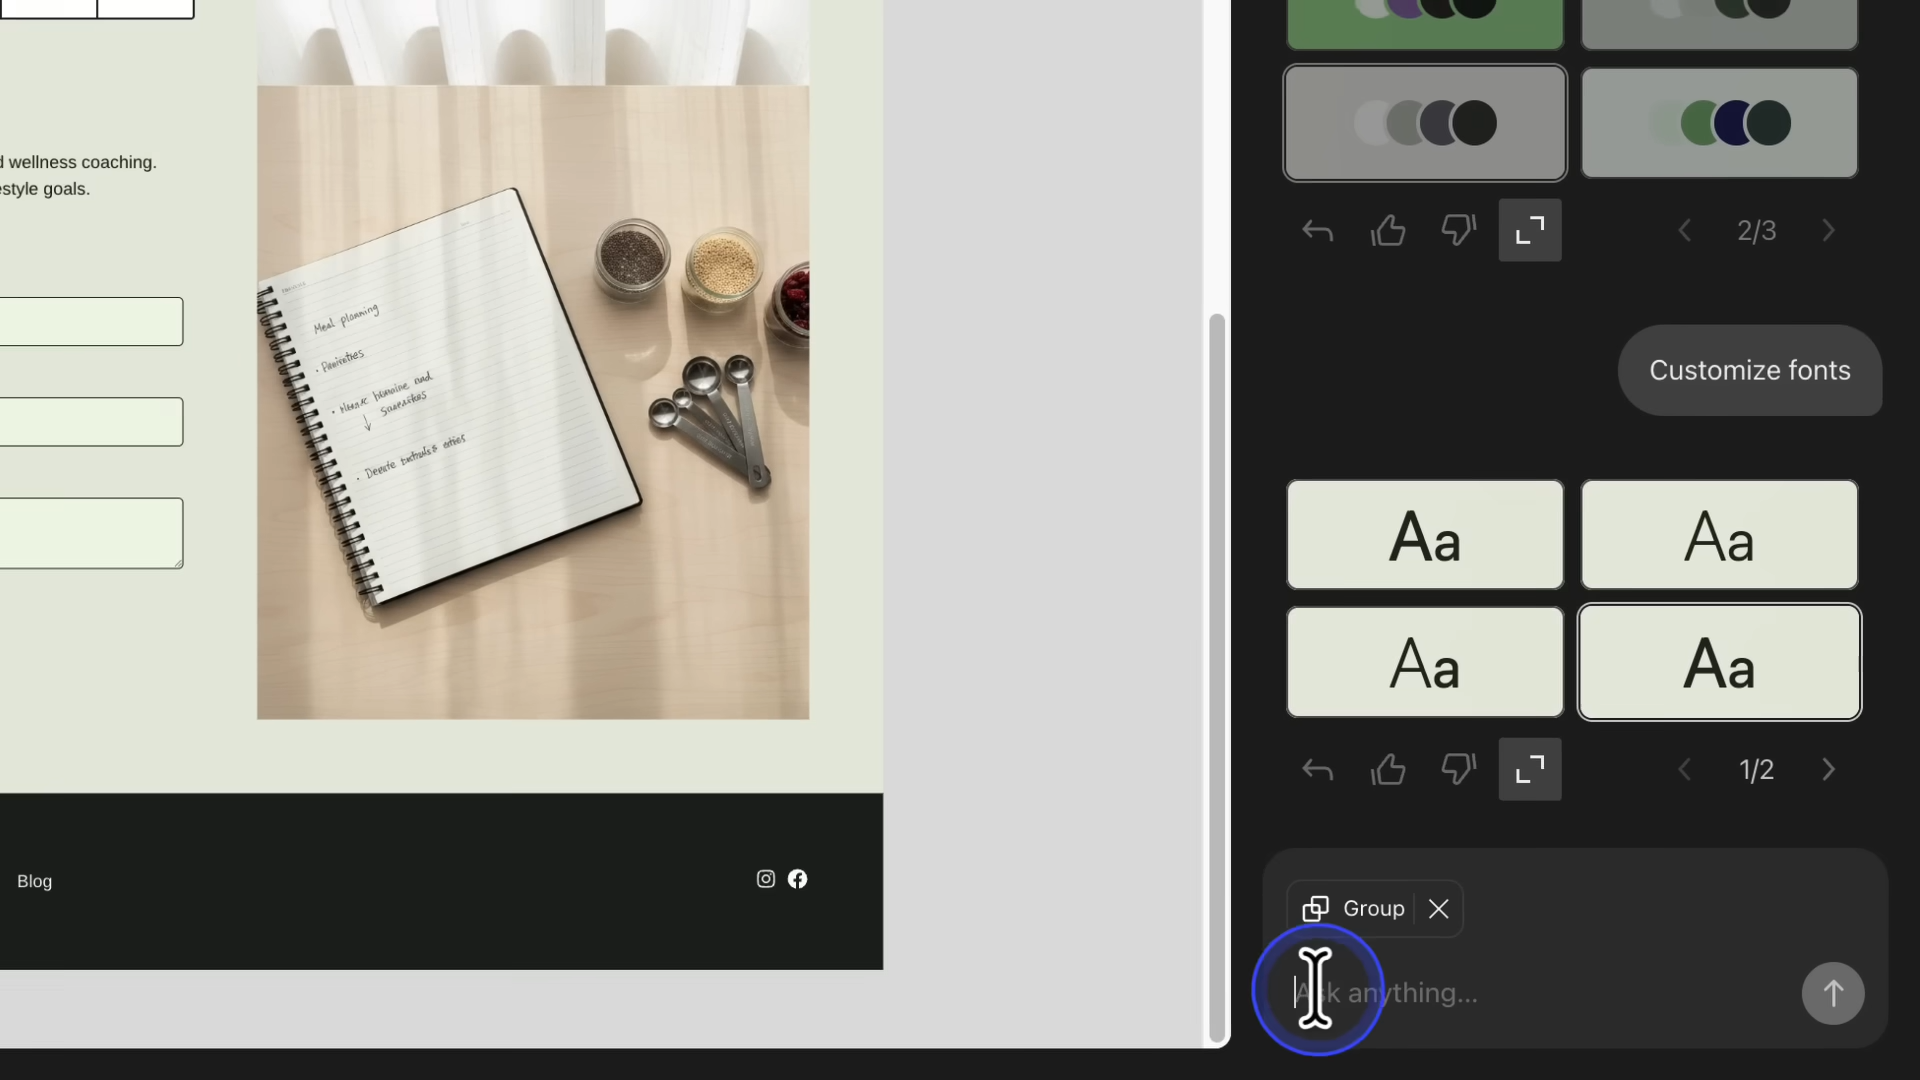 d wellness coaching.
estyle goals.
Meal planning
Blog
2/3
Customize fonts
Aa
Aa
Aa
Aa
1/2
Group
Ask anything...